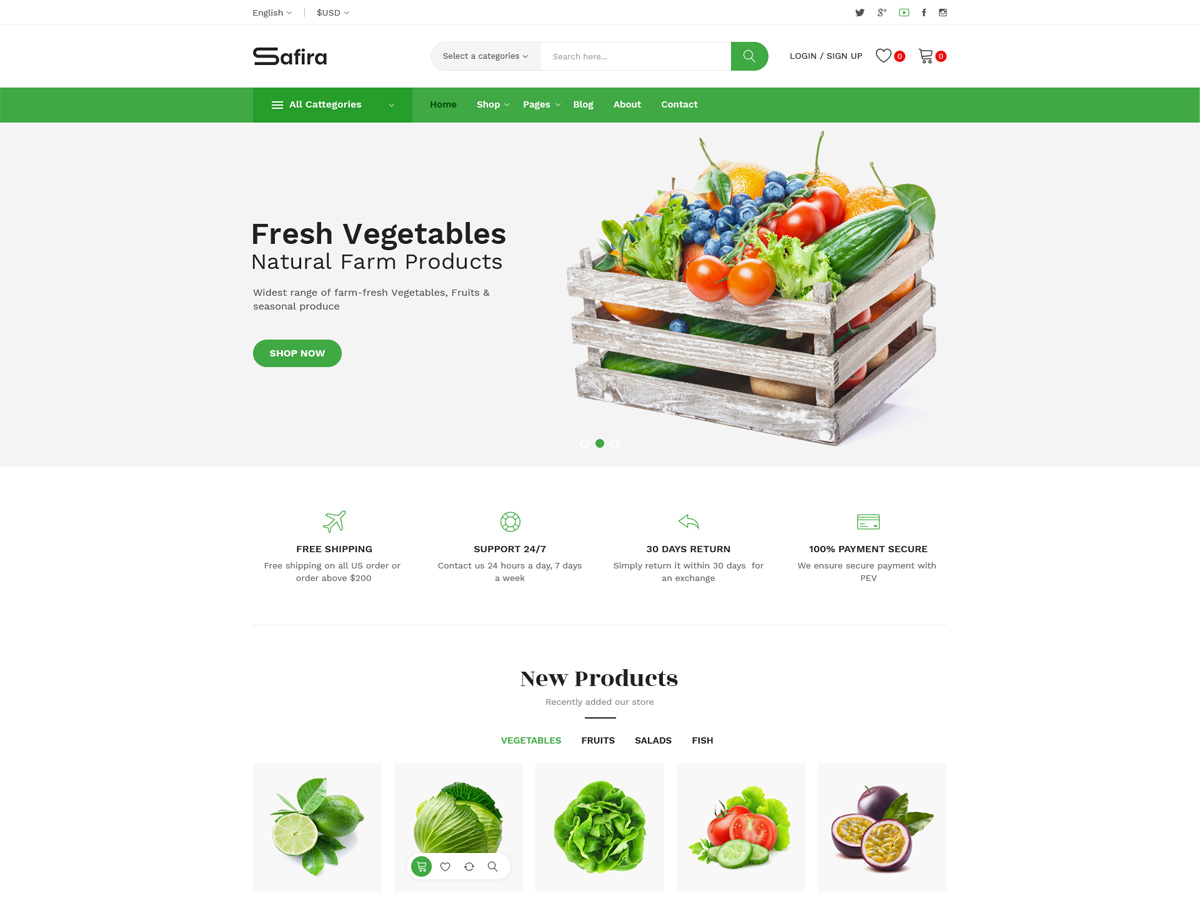 English
$USD
Safira
Select a categories
Search here...
LOGIN / SIGN UP
0
0
All Cattegories
Home
Shop
Pages
Blog
About
Contact
Fresh Vegetables
Natural Farm Products
Widest range of farm-fresh Vegetables, Fruits &
seasonal produce
SHOP NOW
FREE SHIPPING
Free shipping on all US order or
order above $200
SUPPORT 24/7
Contact us 24 hours a day, 7 days
a week
30 DAYS RETURN
Simply return it within 30 days for
an exchange
100% PAYMENT SECURE
We ensure secure payment with
PEV
New Products
Recently added our store
VEGETABLES
FRUITS
SALADS
FISH